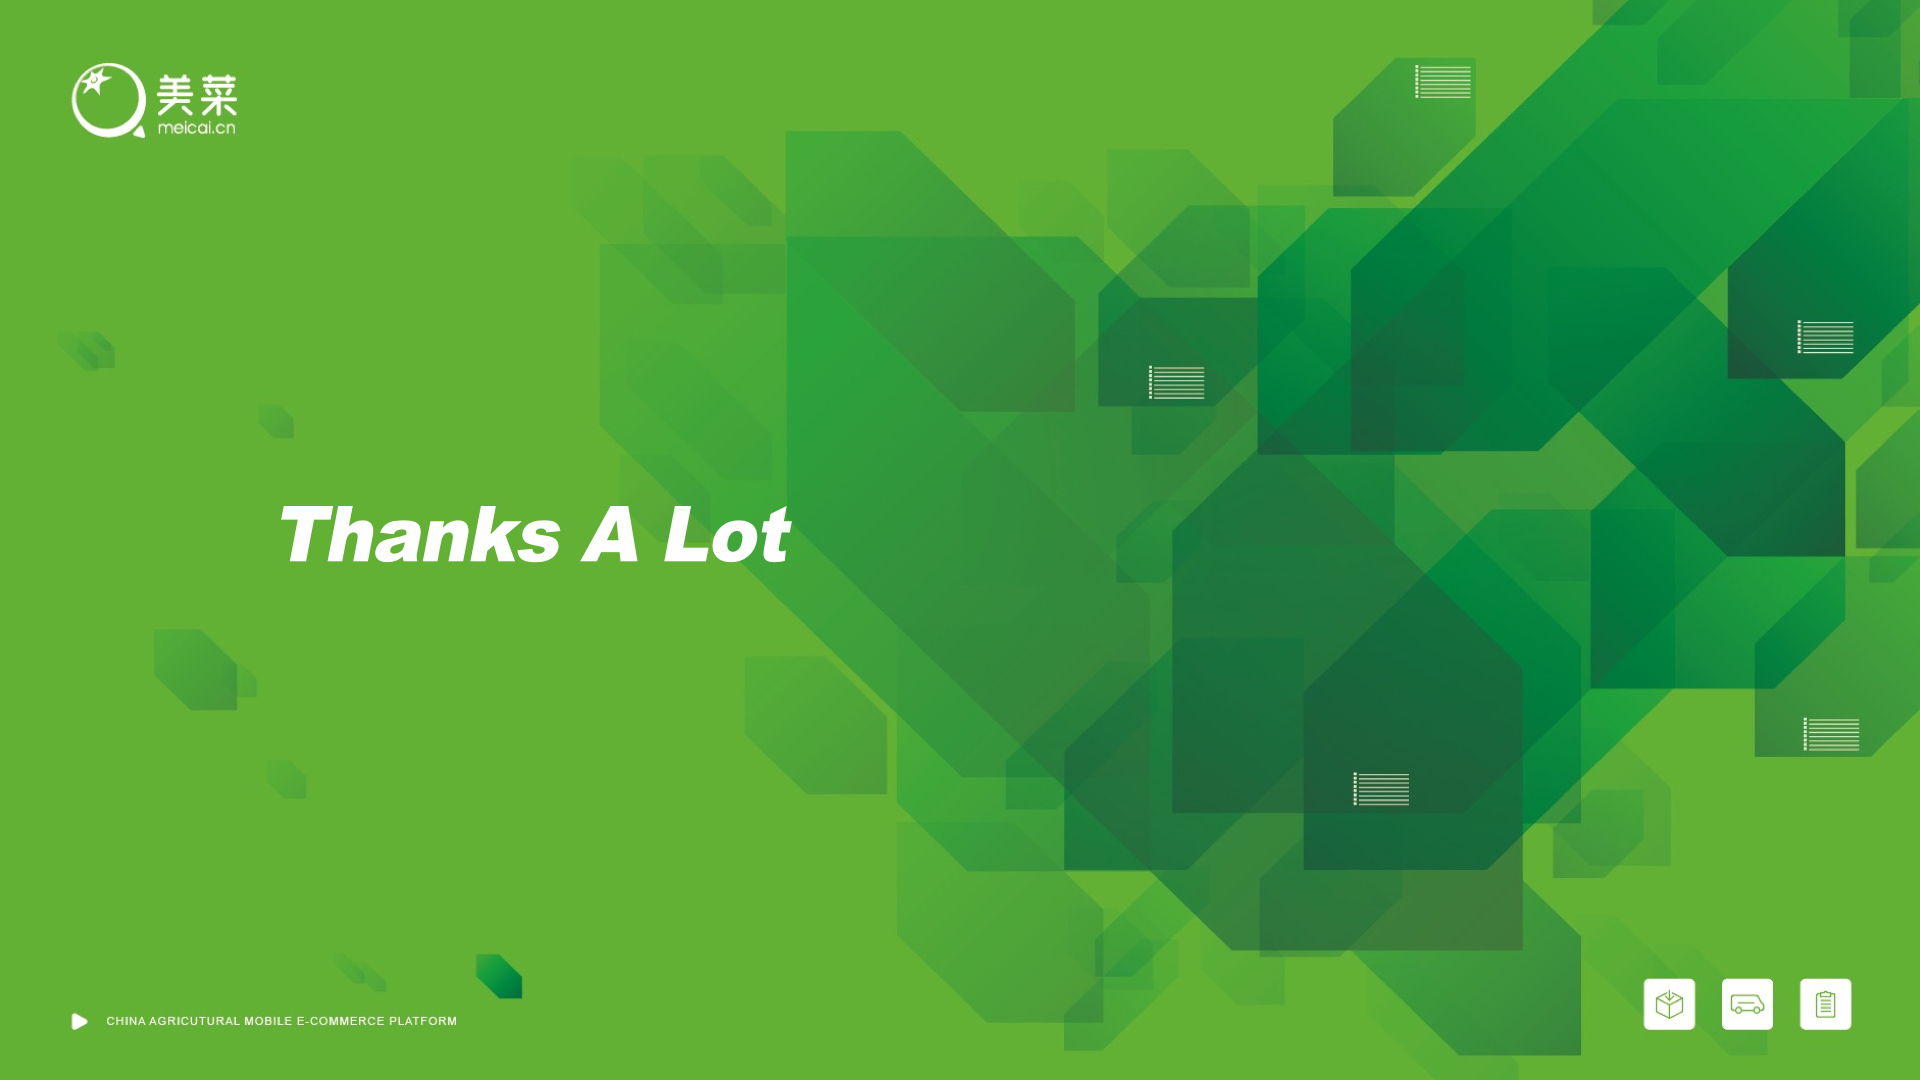 美菜
meicai.cn
Thanks A Lot
CHINA AGRICUTURAL MOBILE E-COMMERCE PLATFORM